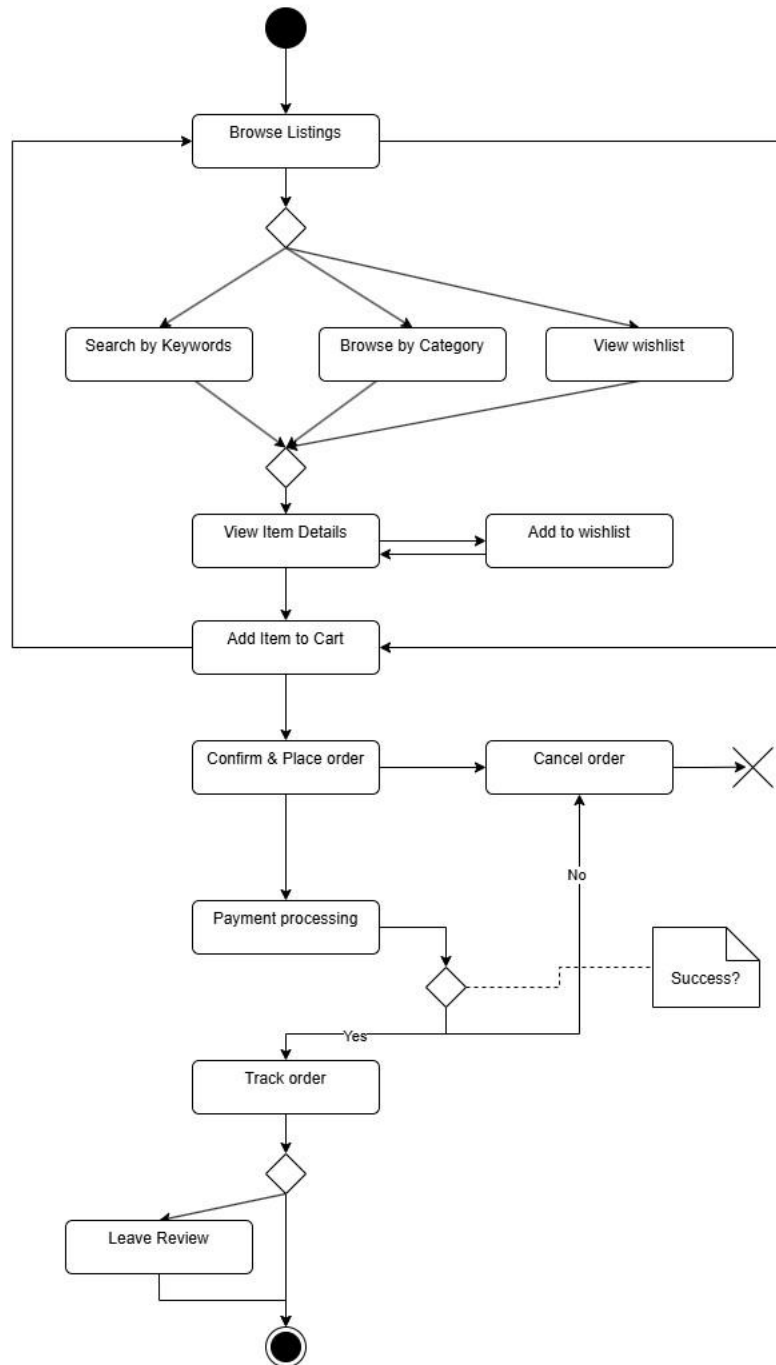 Browse Listings
Search by Keywords
Browse by Category
View wishlist
View Item Details
Add to wishlist
Add Item to Cart
Confirm & Place order
Cancel order
No
Payment processing
Success?
Yes
Track order
Leave Review